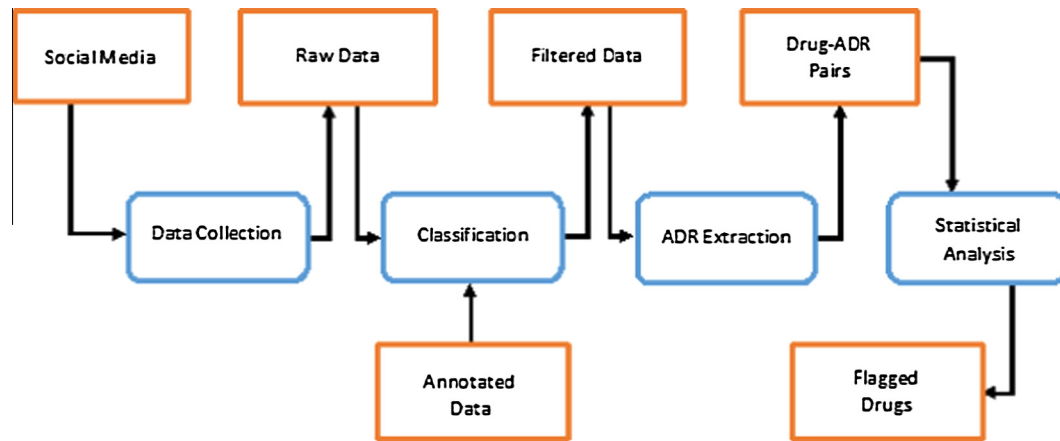 Social Media
Raw Data
Filtered Data
Drug-ADR
Pairs
Data Collection
Classification
ADR Extraction
Statistical
Analysis
Annotated
Data
Flagged
Drugs